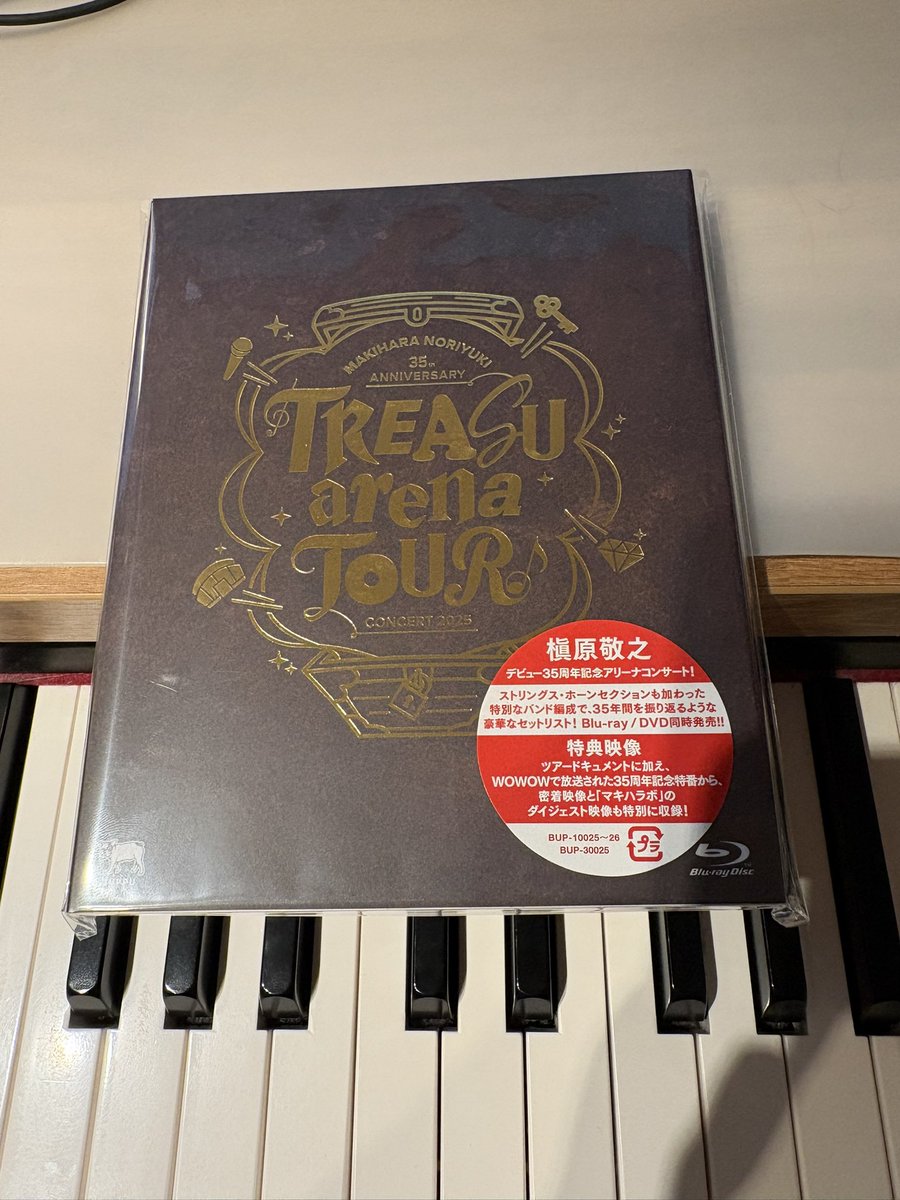 MAKIHARA NORIYUKI
35th
ANNIVERSARY
TREASU
arena
TOUR
CONCERT 2025
槇原敬之
デビュー35周年記念アリーナコンサート!
ストリングス・ホーンセクションも加わった
特別なバンド編成で、35年間を振り返るような
豪華なセットリスト! Blu-ray/DVD同時発売!!
特典映像
ツアードキュメントに加え、
WOWOWで放送された35周年記念特番から、
密着映像と「マキハラボ」の
ダイジェスト映像も特別に収録!
BUP-10025〜26
BUP-30025
プラ
Blu-ray Disc